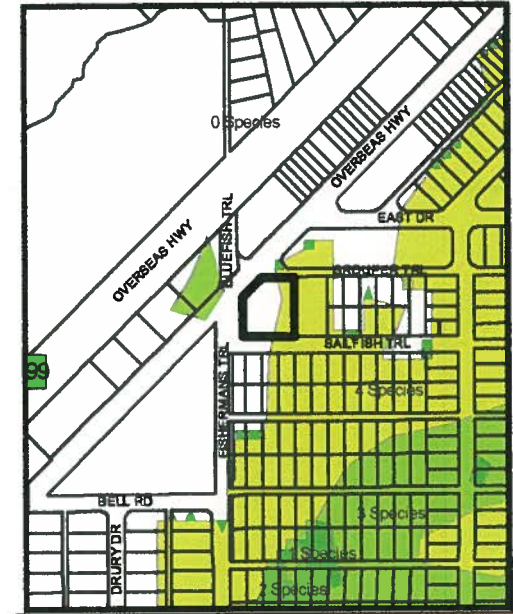 0 Species
OVERSEAS HWY
OVERSEAS HWY
BLUEFISH TRL
EAST DR
GROUPER TRL
SAILFISH TRL
99
FISHERMANS TRL
4 Species
BELL RD
3 Species
DRURY DR
1 Species
2 Species